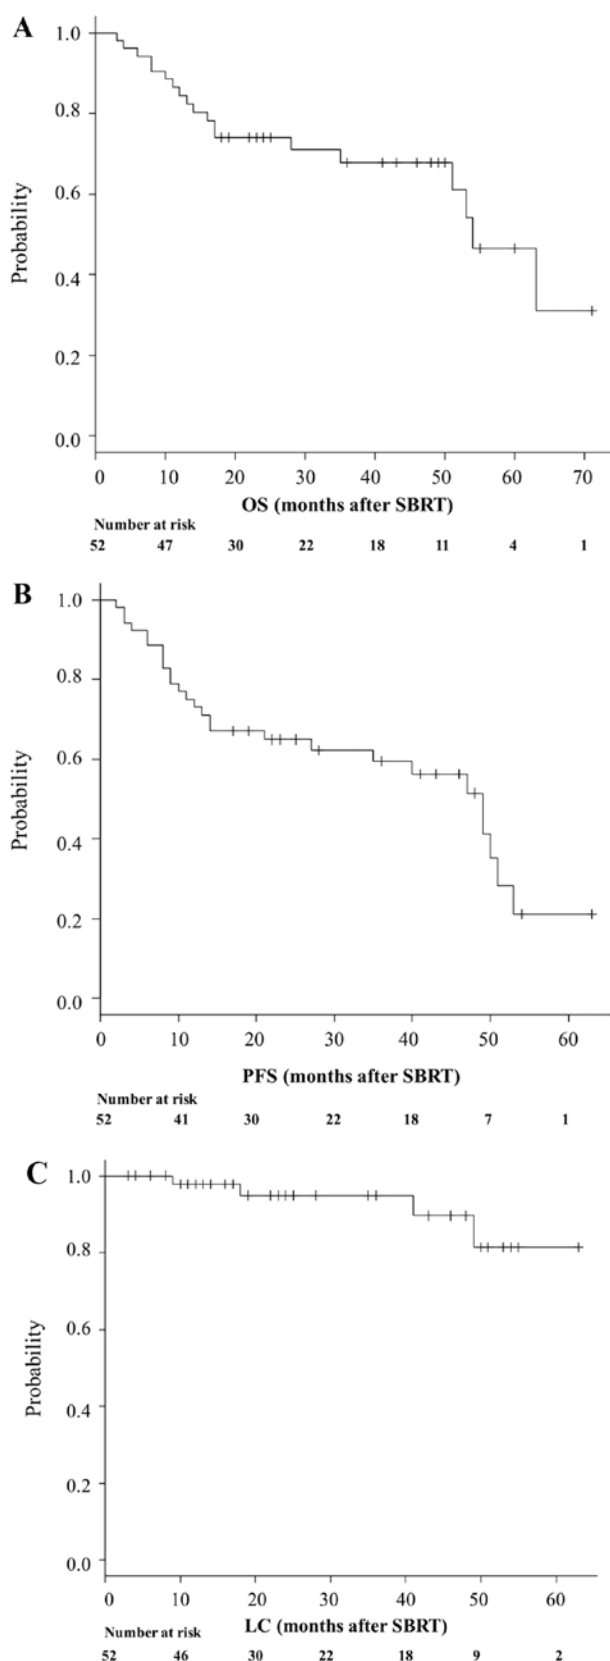 A
1.0
0.8
0.6
0.4
0.2
0.0
Probability
0 10 20 30 40 50 60 70
OS (months after SBRT)
Number at risk
52 47 30 22 18 11 4 1
B
1.0
0.8
0.6
0.4
0.2
0.0
Probability
0 10 20 30 40 50 60
PFS (months after SBRT)
Number at risk
52 41 30 22 18 7 1
C
1.0
0.8
0.6
0.4
0.2
0.0
Probability
0 10 20 30 40 50 60
LC (months after SBRT)
Number at risk
52 46 30 22 18 9 2